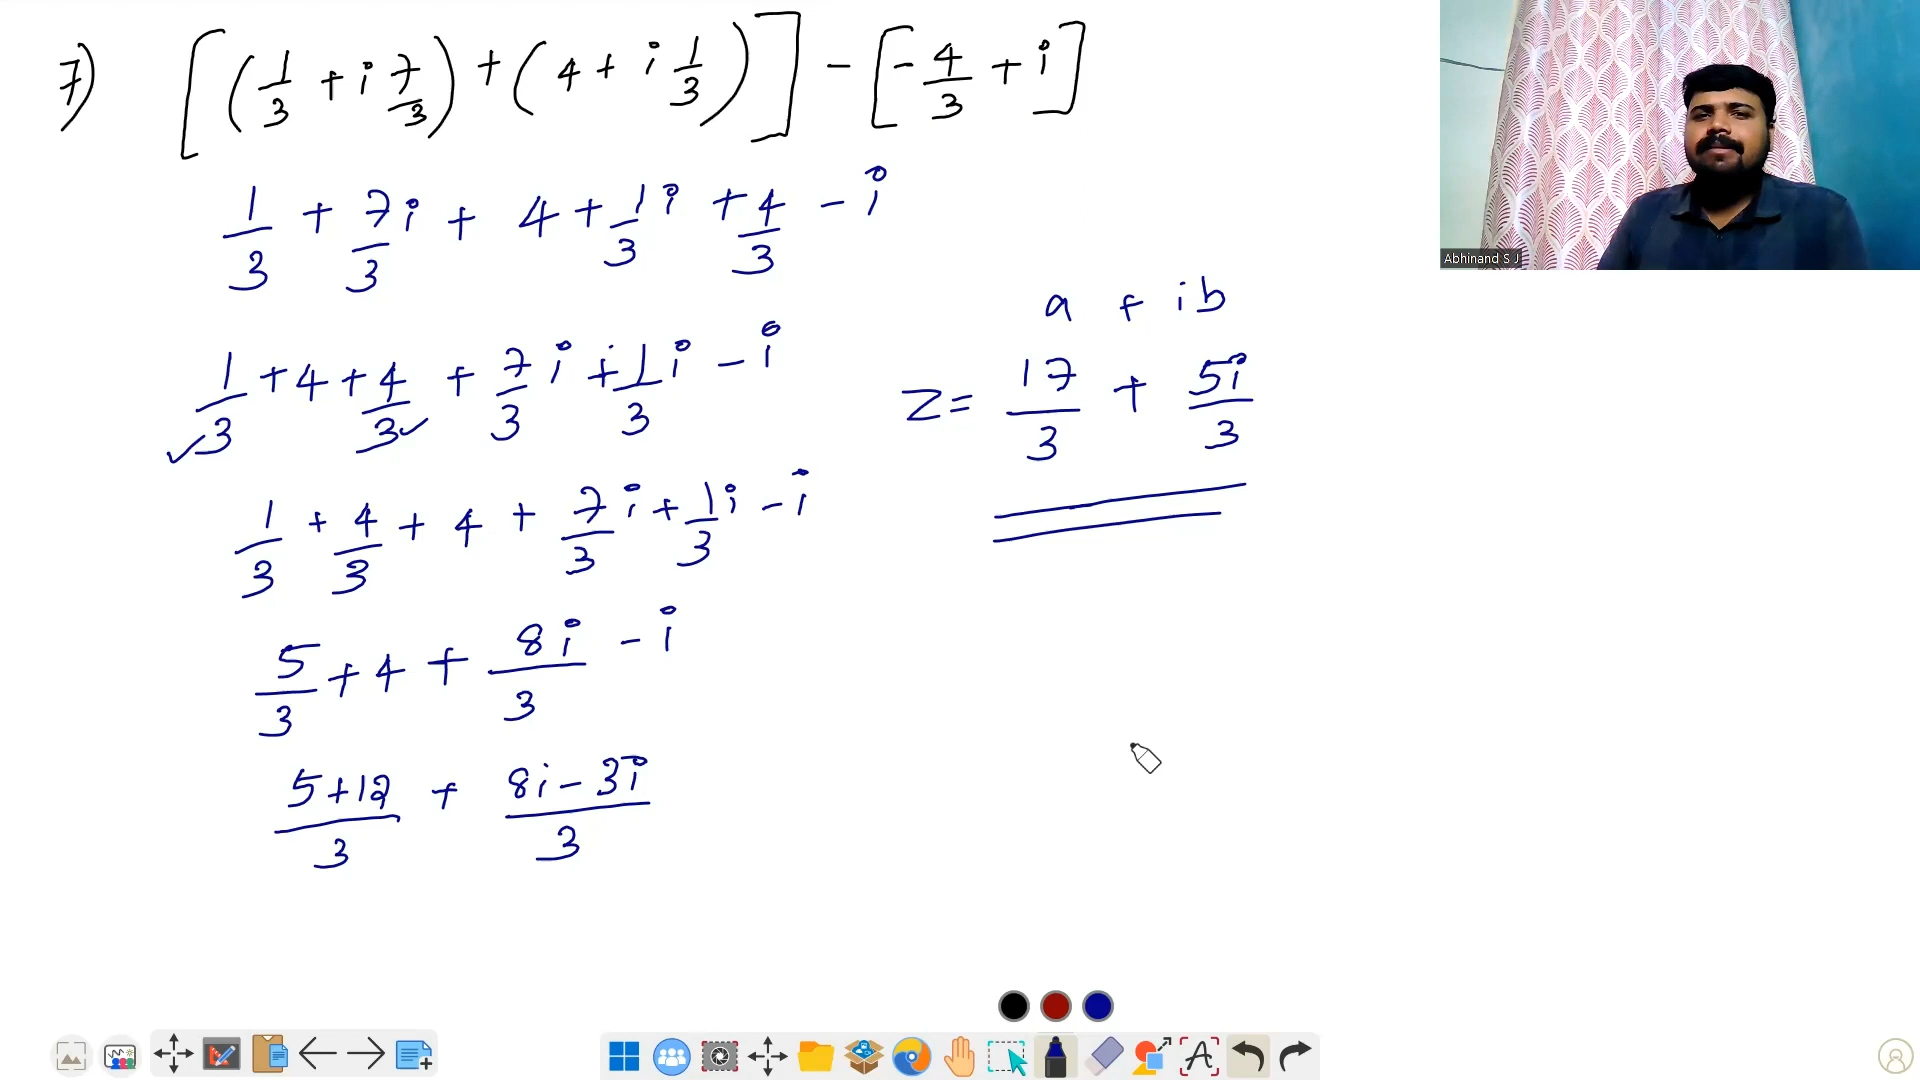 7) [(1/3 + i 7/3) + (4 + i 1/3)] - [-4/3 + i]
1/3 + 7/3 i + 4 + 1/3 i + 4/3 - i
1/3 + 4 + 4/3 + 7/3 i + 1/3 i - i
1/3 + 4/3 + 4 + 7/3 i + 1/3 i - i
5/3 + 4 + 8i/3 - i
5+12/3 + 8i-3i/3
a + ib
Z = 17/3 + 5i/3
Abhinand S J